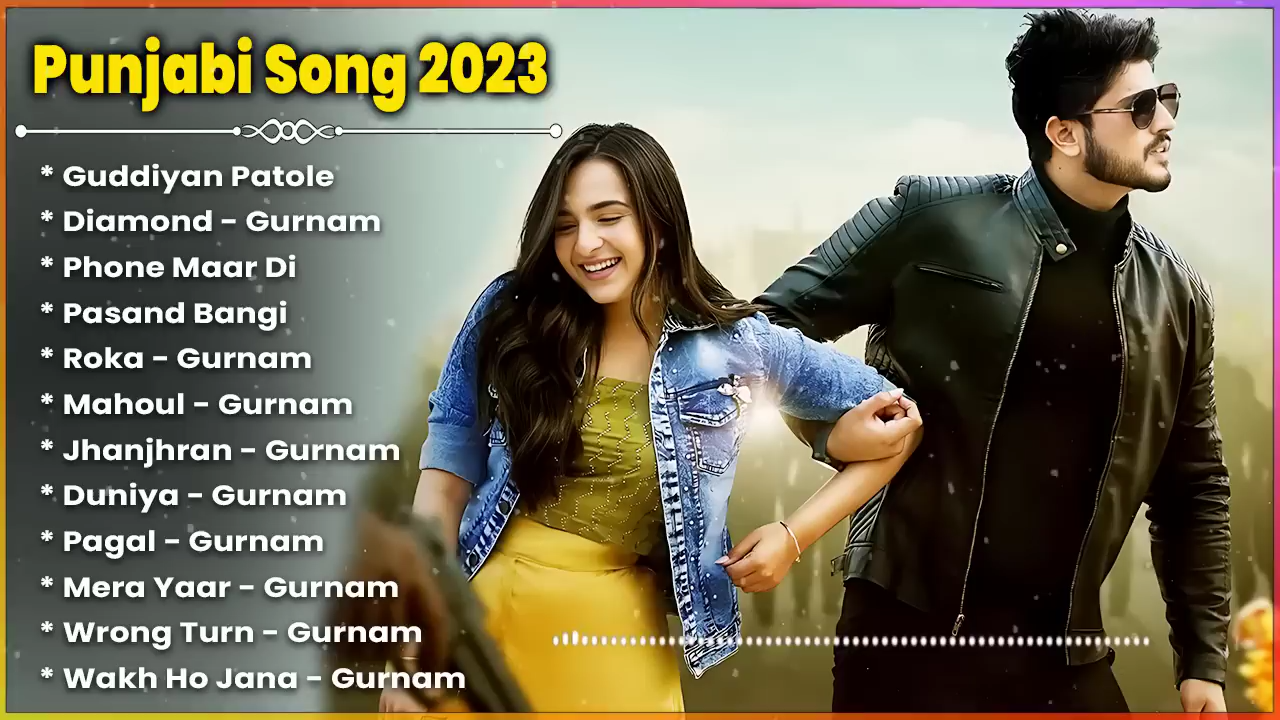 Punjabi Song 2023
* Guddiyan Patole
* Diamond - Gurnam
* Phone Maar Di
* Pasand Bangi
* Roka - Gurnam
* Mahoul - Gurnam
* Jhanjhran - Gurnam
* Duniya - Gurnam
* Pagal - Gurnam
* Mera Yaar - Gurnam
* Wrong Turn - Gurnam
* Wakh Ho Jana - Gurnam